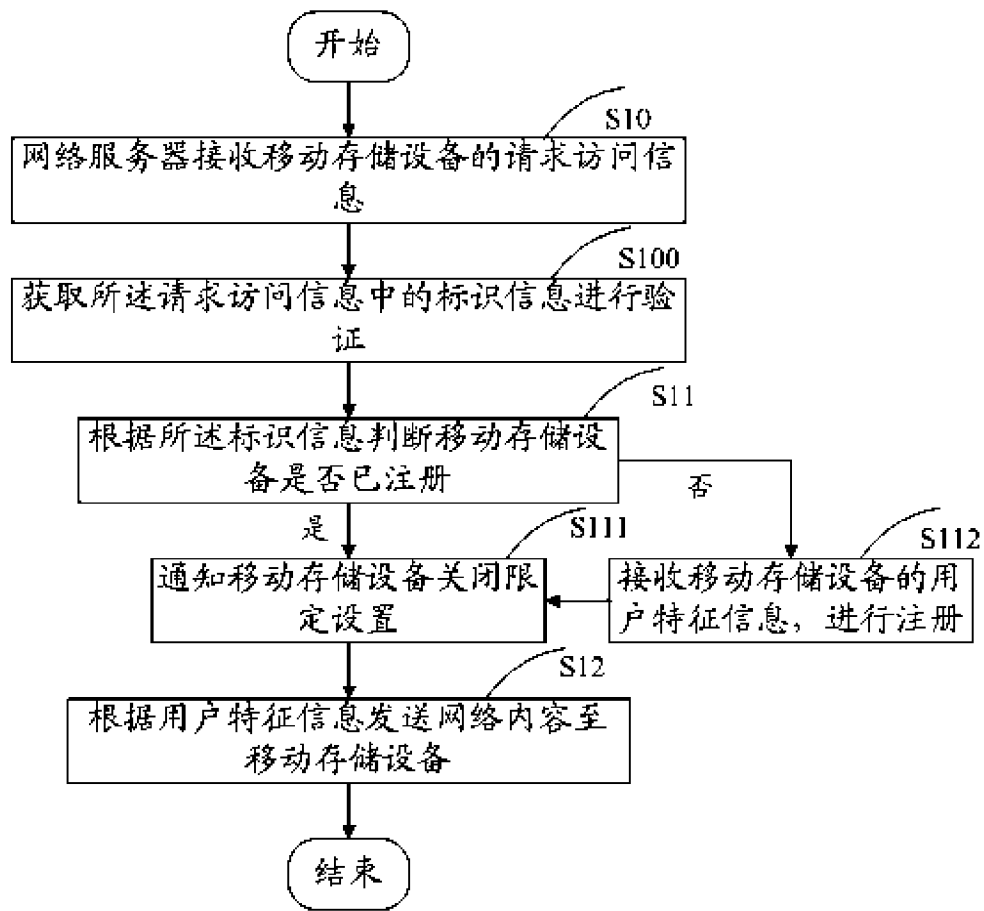 开始
S10
网络服务器接收移动存储设备的请求访问信
息
S100
获取所述请求访问信息中的标识信息进行验
证
S11
根据所述标识信息判断移动存储设
备是否已注册
否
是
S111
S112
通知移动存储设备关闭限
定设置
接收移动存储设备的用
户特征信息，进行注册
S12
根据用户特征信息发送网络内容至
移动存储设备
结束